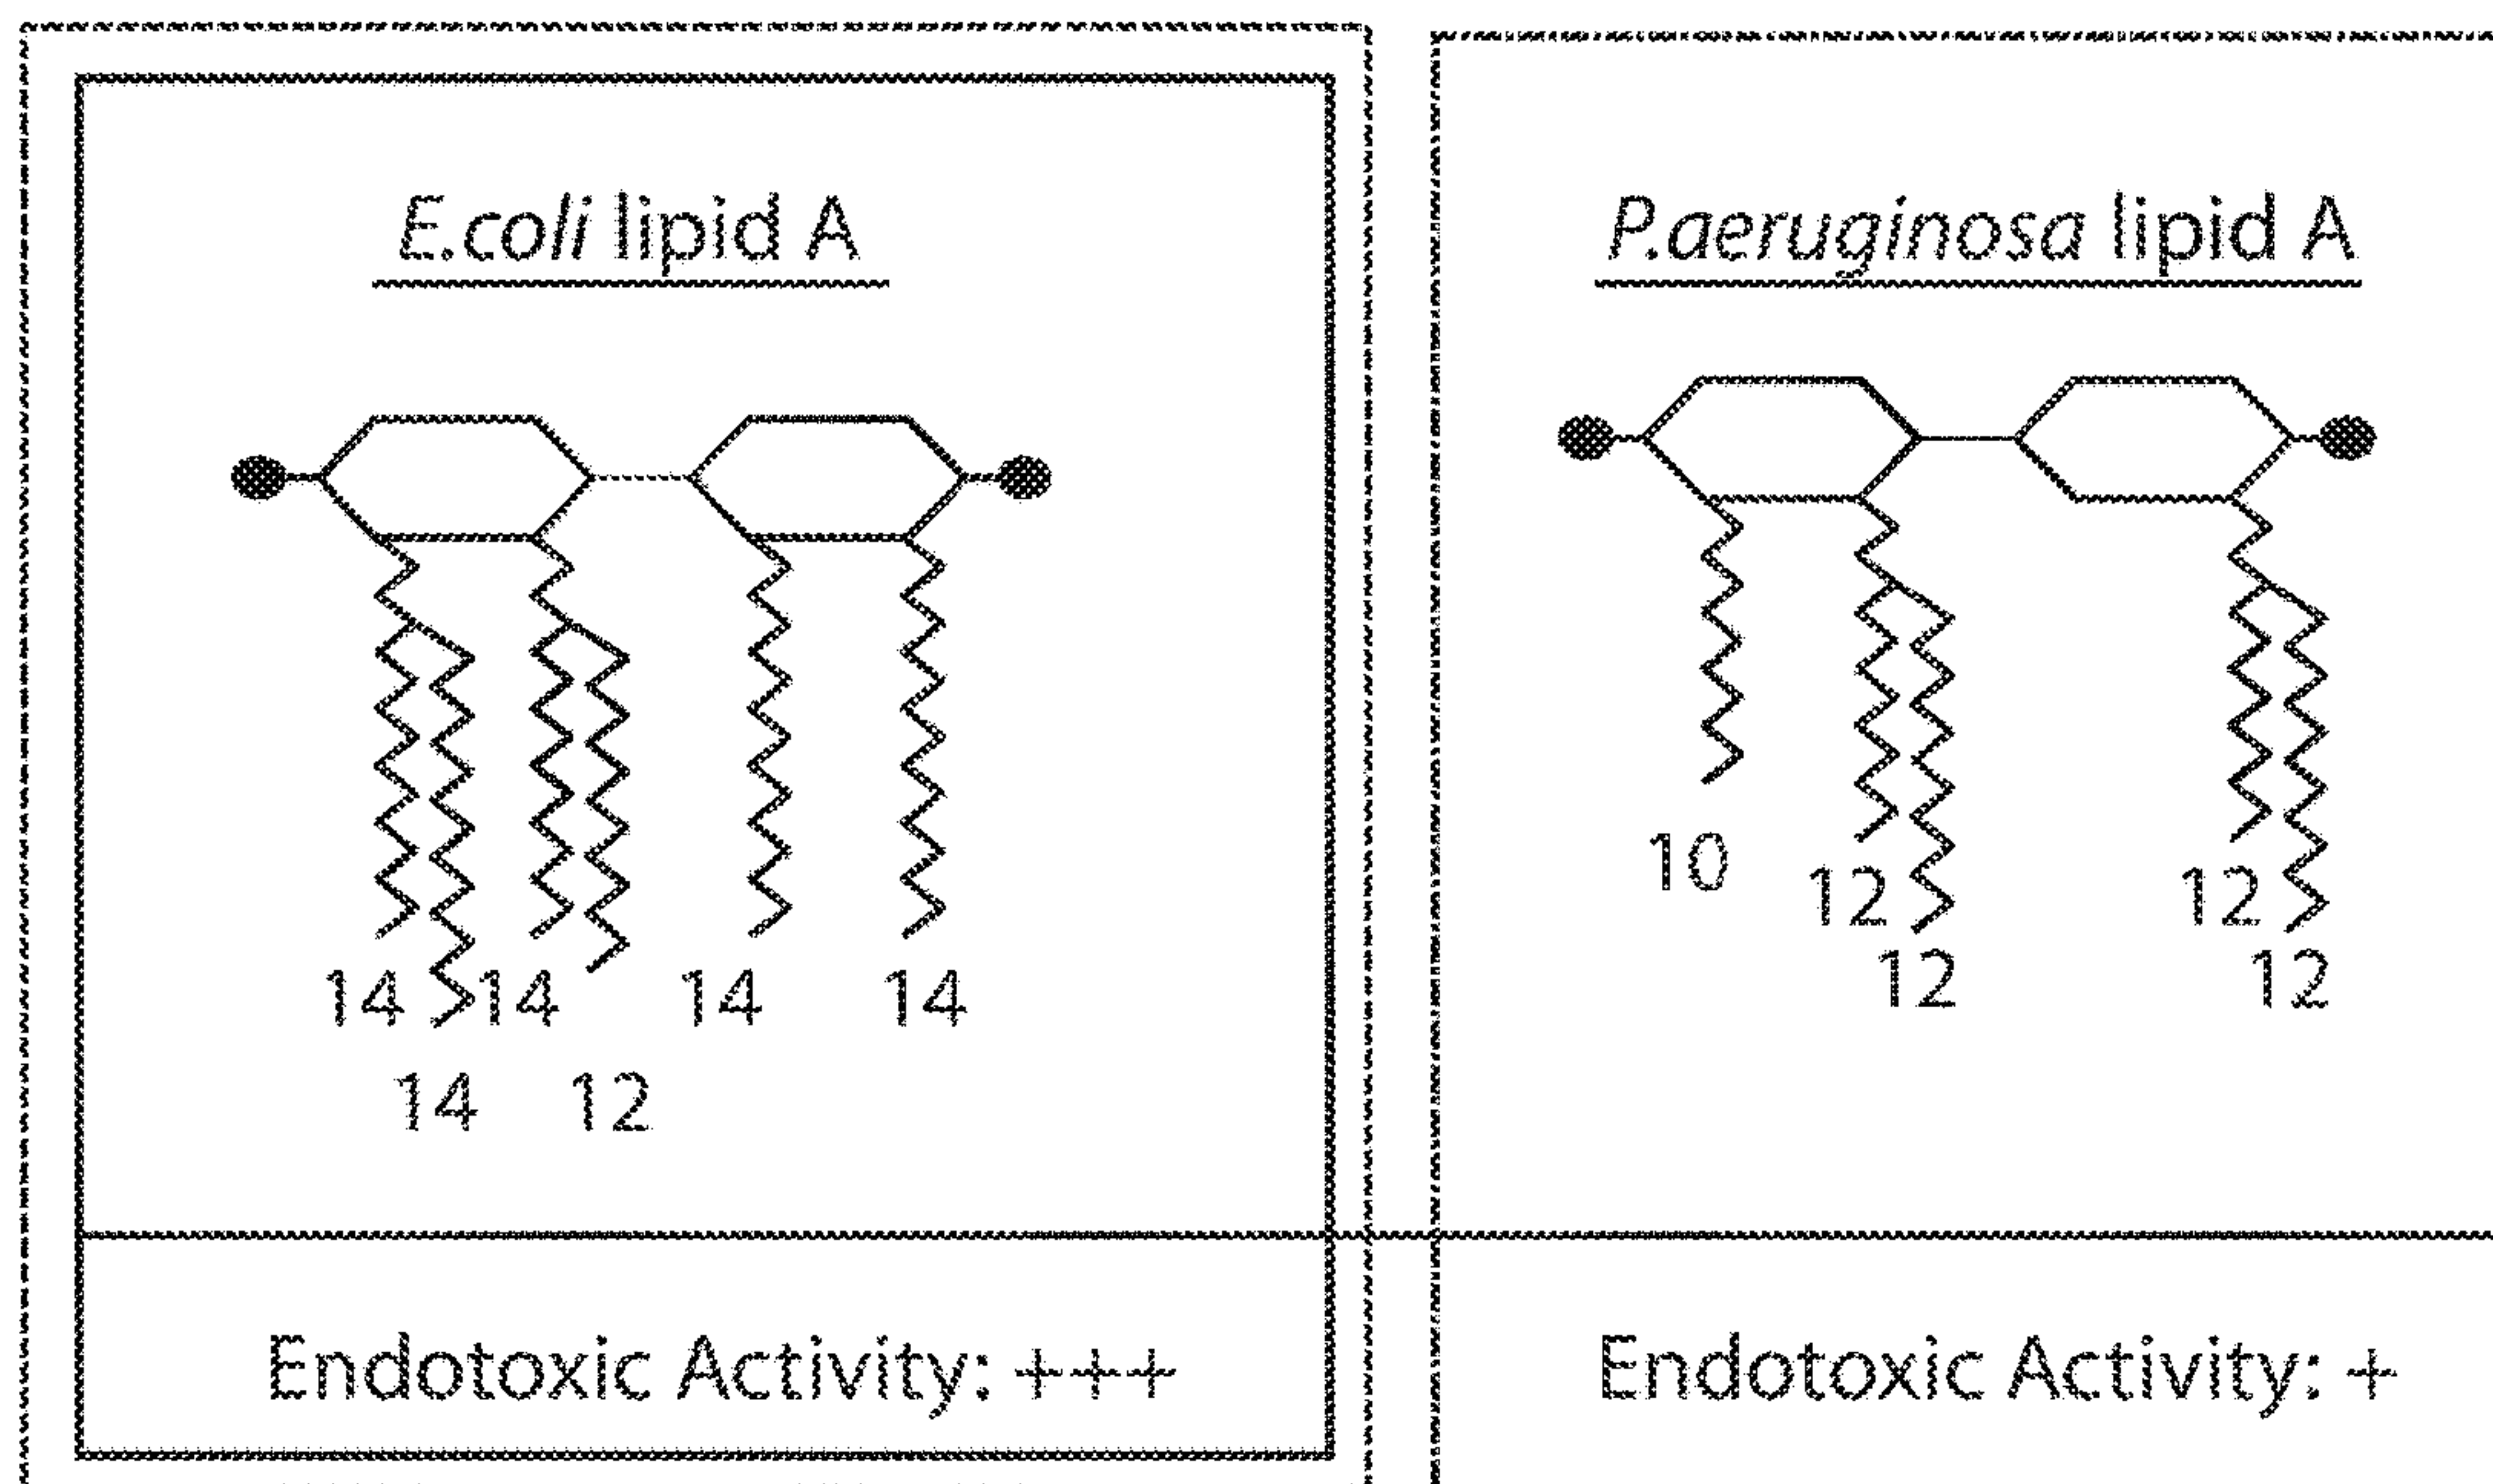 E.coli lipid A
14 14 14 14
14 12
Endotoxic Activity: +++
P.aeruginosa lipid A
10
12 12
12 12
Endotoxic Activity: +